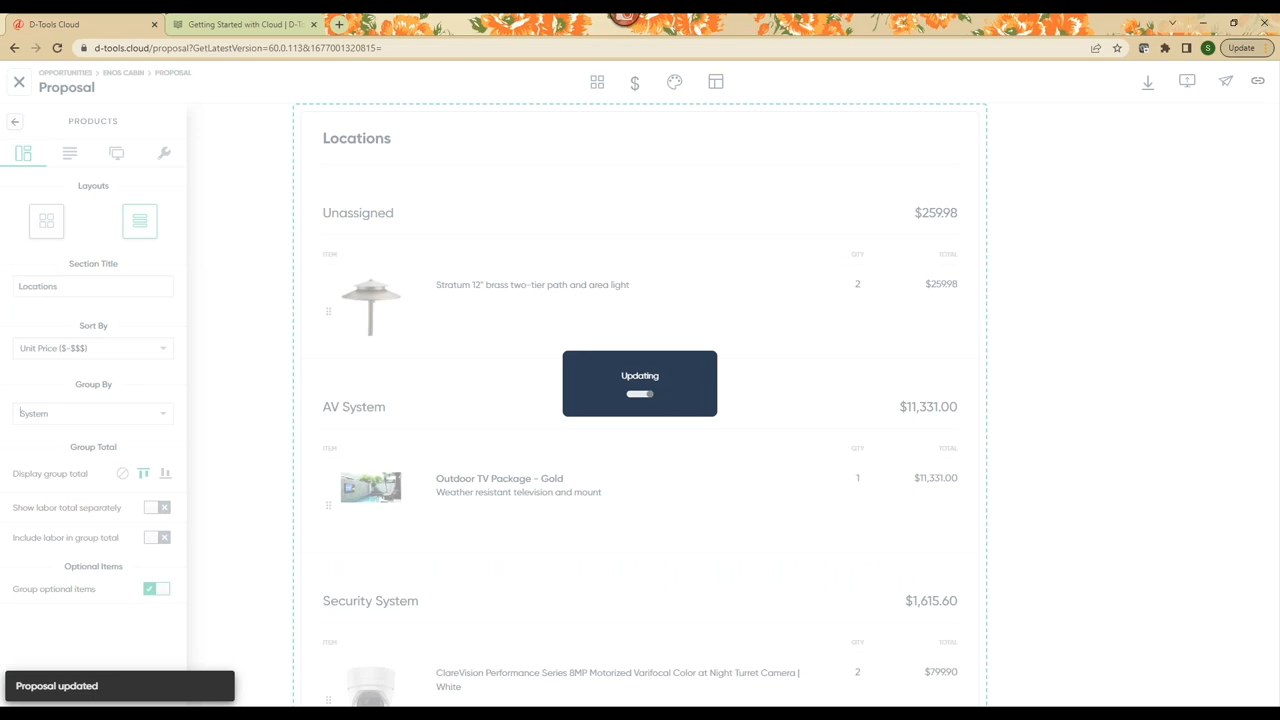 D-Tools Cloud
Getting Started with Cloud | D-T
d-tools.cloud/proposal?GetLatestVersion=60.0.113&1677001320815=
S
Update
OPPORTUNITIES > ENOS CABIN > PROPOSAL
Proposal
PRODUCTS
Layouts
Section Title
Locations
Sort By
Unit Price ($-$$$)
Group By
System
Group Total
Display group total
Show labor total separately
Include labor in group total
Optional Items
Group optional items
Proposal updated
Locations
Unassigned $259.98
ITEM QTY TOTAL
Stratum 12" brass two-tier path and area light 2 $259.98
Updating
AV System $11,331.00
ITEM QTY TOTAL
Outdoor TV Package - Gold 1 $11,331.00
Weather resistant television and mount
Security System $1,615.60
ITEM QTY TOTAL
ClareVision Performance Series 8MP Motorized Varifocal Color at Night Turret Camera | 2 $799.90
White